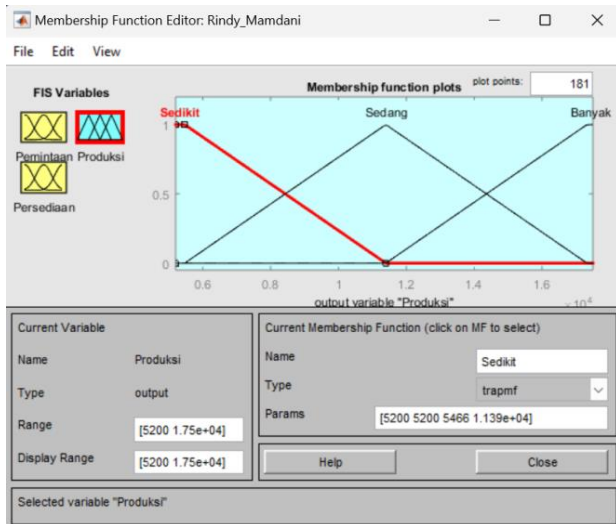 Membership Function Editor: Rindy_Mamdani
File Edit View
FIS Variables
Pemintaan Produksi
Persediaan
Membership function plots plot points: 181
Sedikit Sedang Banyak
1
0.5
0
0.6 0.8 1 1.2 1.4 1.6
× 10⁴
output variable "Produksi"
Current Variable
Name Produksi
Type output
Range [5200 1.75e+04]
Display Range [5200 1.75e+04]
Current Membership Function (click on MF to select)
Name Sedikit
Type trapmf
Params [5200 5200 5466 1.139e+04]
Help Close
Selected variable "Produksi"